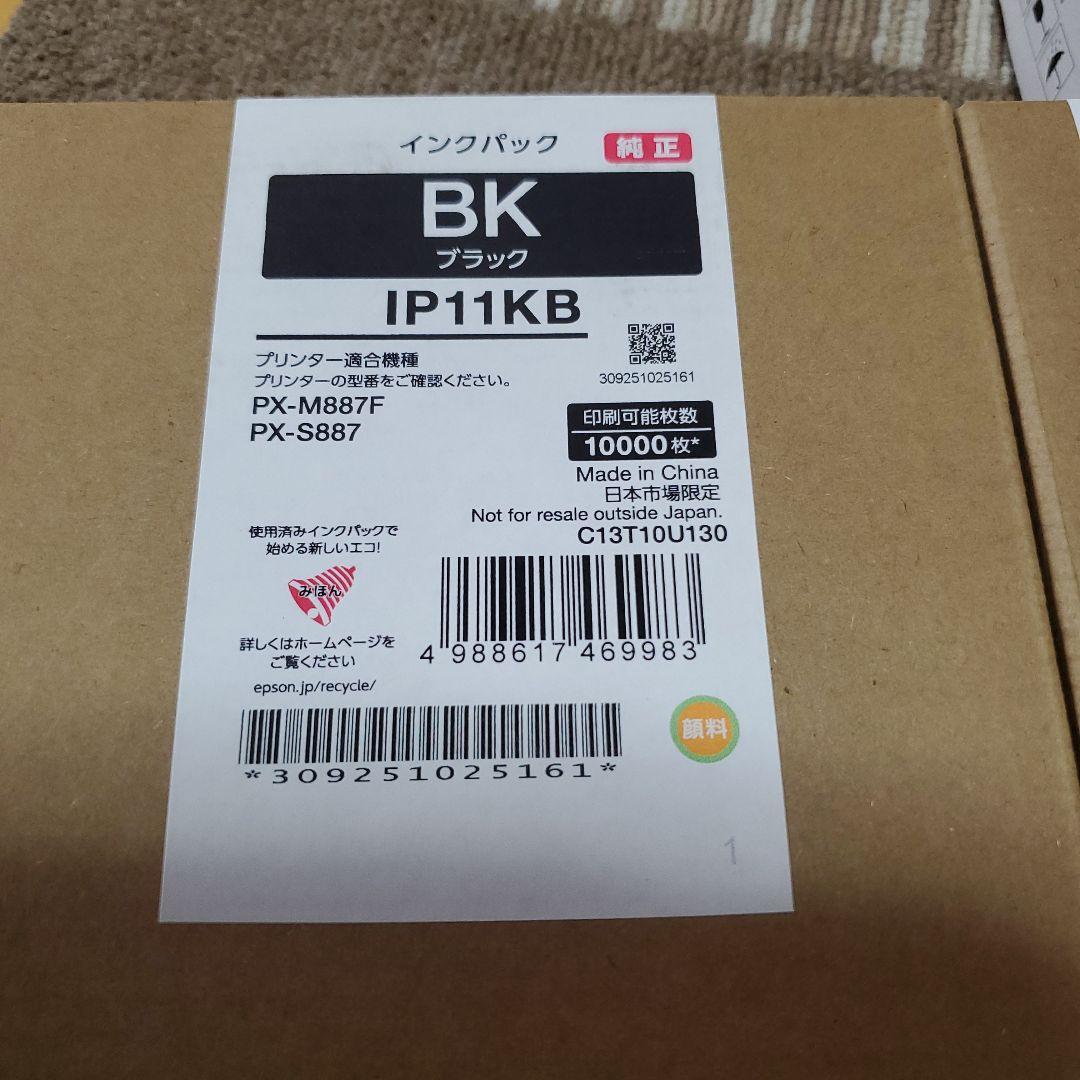 インクパック
純正
BK
ブラック
IP11KB
プリンター適合機種
プリンターの型番をご確認ください。
PX-M887F
PX-S887
309251025161
印刷可能枚数
10000枚*
Made in China
日本市場限定
Not for resale outside Japan.
C13T10U130
使用済みインクパックで
始める新しいエコ!
みほん
詳しくはホームページを
ご覧ください
epson.jp/recycle/
4 988617 469983
顔料
*309251025161*
1